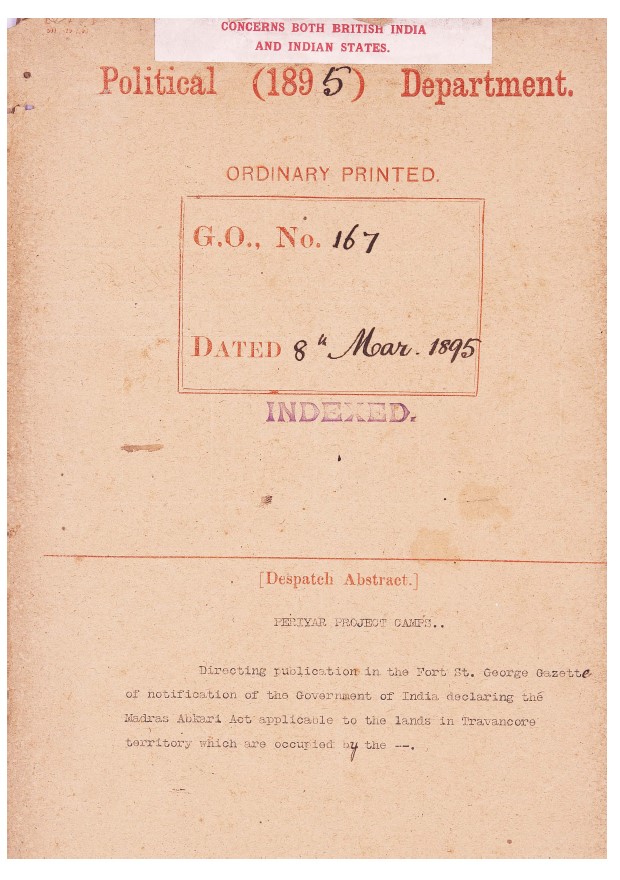 CONCERNS BOTH BRITISH INDIA
AND INDIAN STATES.
Political (1895) Department.
ORDINARY PRINTED.
G.O., No. 167
DATED 8th Mar. 1895
INDEXED.
[Despatch Abstract.]
PERIYAR PROJECT CAMPS..
Directing publication in the Fort St. George Gazette
of notification of the Government of India declaring the
Madras Abkari Act applicable to the lands in Travancore
territory which are occupied by the --.